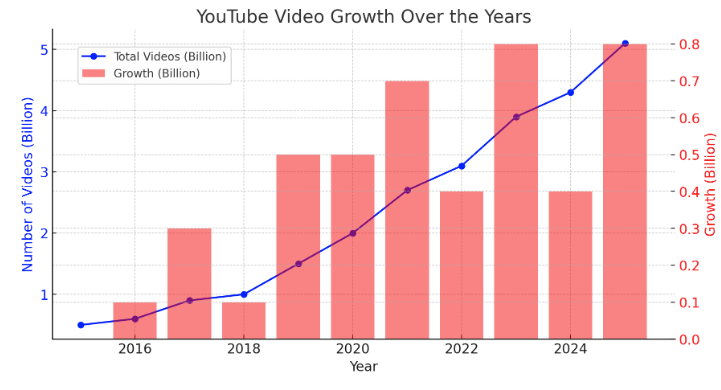 YouTube Video Growth Over the Years
Total Videos (Billion)
Growth (Billion)
Number of Videos (Billion)
5
4
3
2
1
Growth (Billion)
0.8
0.7
0.6
0.5
0.4
0.3
0.2
0.1
0.0
2016 2018 2020 2022 2024
Year